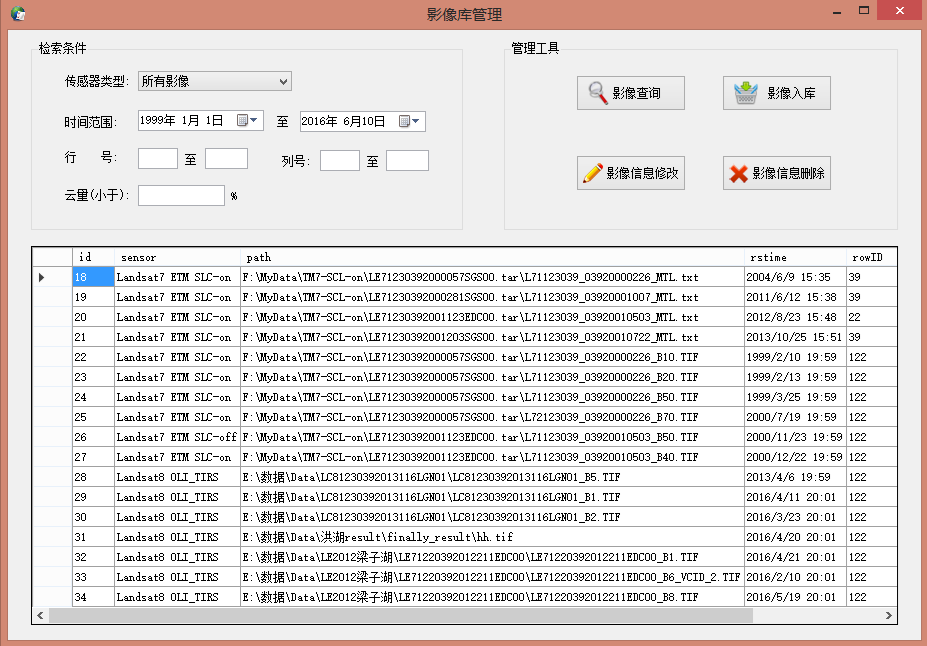 影像库管理
检索条件
传感器类型: 所有影像
时间范围: 1999年 1月 1日 至 2016年 6月10日
行 号: 至 列号: 至
云量(小于): %
管理工具
影像查询 影像入库
影像信息修改 影像信息删除
id sensor path rstime rowID
18 Landsat7 ETM SLC-on F:\MyData\TM7-SCL-on\LE71230392000057SGS00.tar\L71123039_03920000226_MTL.txt 2004/6/9 15:35 39
19 Landsat7 ETM SLC-on F:\MyData\TM7-SCL-on\LE71230392000281SGS00.tar\L71123039_03920001007_MTL.txt 2011/6/12 15:38 39
20 Landsat7 ETM SLC-on F:\MyData\TM7-SCL-on\LE71230392001123EDC00.tar\L71123039_03920010503_MTL.txt 2012/8/23 15:48 22
21 Landsat7 ETM SLC-on F:\MyData\TM7-SCL-on\LE71230392001203SGS00.tar\L71123039_03920010722_MTL.txt 2013/10/25 15:51 39
22 Landsat7 ETM SLC-on F:\MyData\TM7-SCL-on\LE71230392000057SGS00.tar\L71123039_03920000226_B10.TIF 1999/2/10 19:59 122
23 Landsat7 ETM SLC-on F:\MyData\TM7-SCL-on\LE71230392000057SGS00.tar\L71123039_03920000226_B20.TIF 1999/2/13 19:59 122
24 Landsat7 ETM SLC-on F:\MyData\TM7-SCL-on\LE71230392000057SGS00.tar\L71123039_03920000226_B50.TIF 1999/3/25 19:59 122
25 Landsat7 ETM SLC-on F:\MyData\TM7-SCL-on\LE71230392000057SGS00.tar\L72123039_03920000226_B70.TIF 2000/7/19 19:59 122
26 Landsat7 ETM SLC-off F:\MyData\TM7-SCL-on\LE71230392001123EDC00.tar\L71123039_03920010503_B50.TIF 2000/11/23 19:59 122
27 Landsat7 ETM SLC-on F:\MyData\TM7-SCL-on\LE71230392001123EDC00.tar\L71123039_03920010503_B40.TIF 2000/12/22 19:59 122
28 Landsat8 OLI_TIRS E:\数据\Data\LC81230392013116LGN01\LC81230392013116LGN01_B5.TIF 2013/4/6 19:59 122
29 Landsat8 OLI_TIRS E:\数据\Data\LC81230392013116LGN01\LC81230392013116LGN01_B1.TIF 2016/4/11 20:01 122
30 Landsat8 OLI_TIRS E:\数据\Data\LC81230392013116LGN01\LC81230392013116LGN01_B2.TIF 2016/3/23 20:01 122
31 Landsat8 OLI_TIRS E:\数据\Data\洪湖result\finally_result\hh.tif 2016/4/20 20:01 122
32 Landsat8 OLI_TIRS E:\数据\Data\LE2012梁子湖\LE71220392012211EDC00\LE71220392012211EDC00_B1.TIF 2016/4/21 20:01 122
33 Landsat8 OLI_TIRS E:\数据\Data\LE2012梁子湖\LE71220392012211EDC00\LE71220392012211EDC00_B6_VCID_2.TIF 2016/2/10 20:01 122
34 Landsat8 OLI_TIRS E:\数据\Data\LE2012梁子湖\LE71220392012211EDC00\LE71220392012211EDC00_B8.TIF 2016/5/19 20:01 122